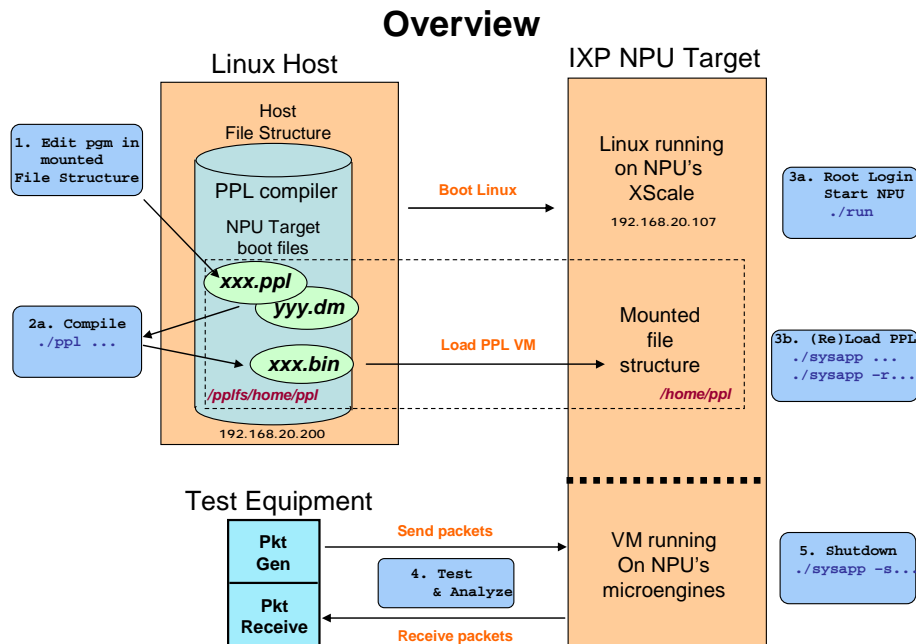 Overview
Linux Host
IXP NPU Target
Host
File Structure
1. Edit pgm in
mounted
File Structure
PPL compiler
NPU Target
boot files
xxx.ppl
yyy.dm
2a. Compile
./ppl ...
xxx.bin
/pplfs/home/ppl
192.168.20.200
Boot Linux
Linux running
on NPU's
XScale
192.168.20.107
3a. Root Login
Start NPU
./run
Load PPL VM
Mounted
file
structure
/home/ppl
3b. (Re)Load PPL
./sysapp ...
./sysapp -r...
Test Equipment
Pkt
Gen
Pkt
Receive
Send packets
4. Test
& Analyze
Receive packets
VM running
On NPU's
microengines
5. Shutdown
./sysapp -s...